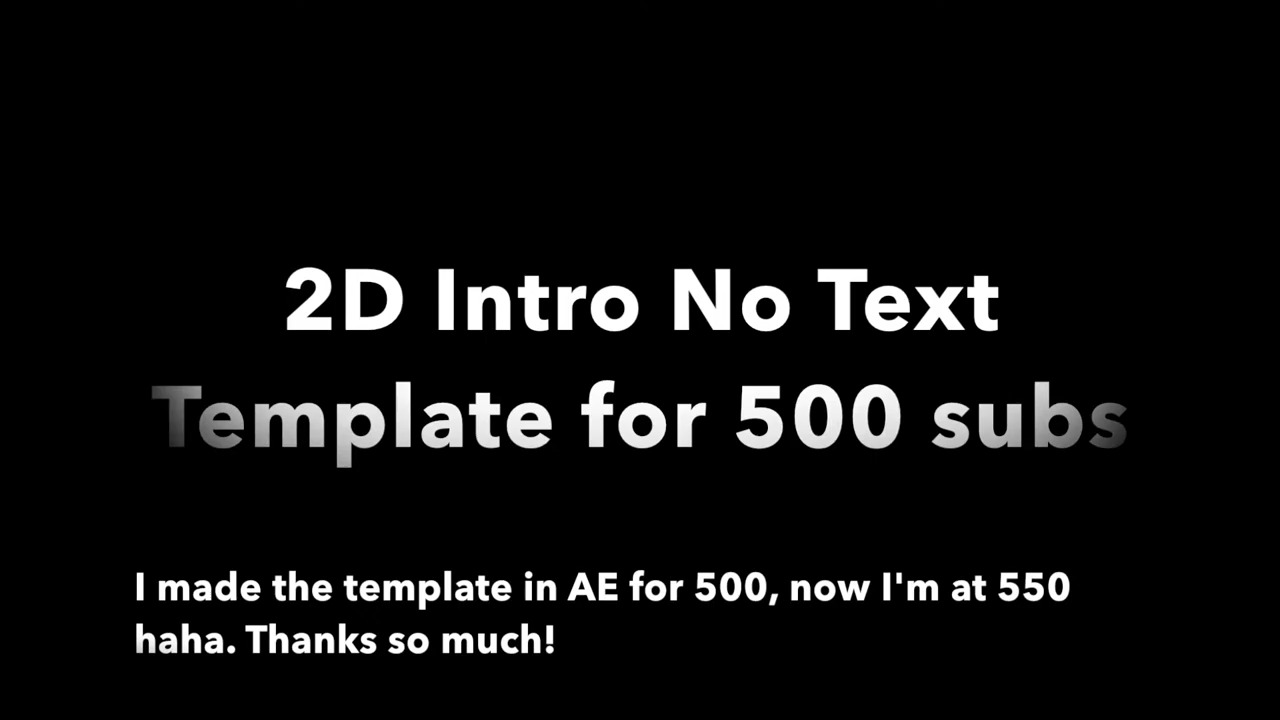 2D Intro No Text
Template for 500 subs
I made the template in AE for 500, now I'm at 550
haha. Thanks so much!